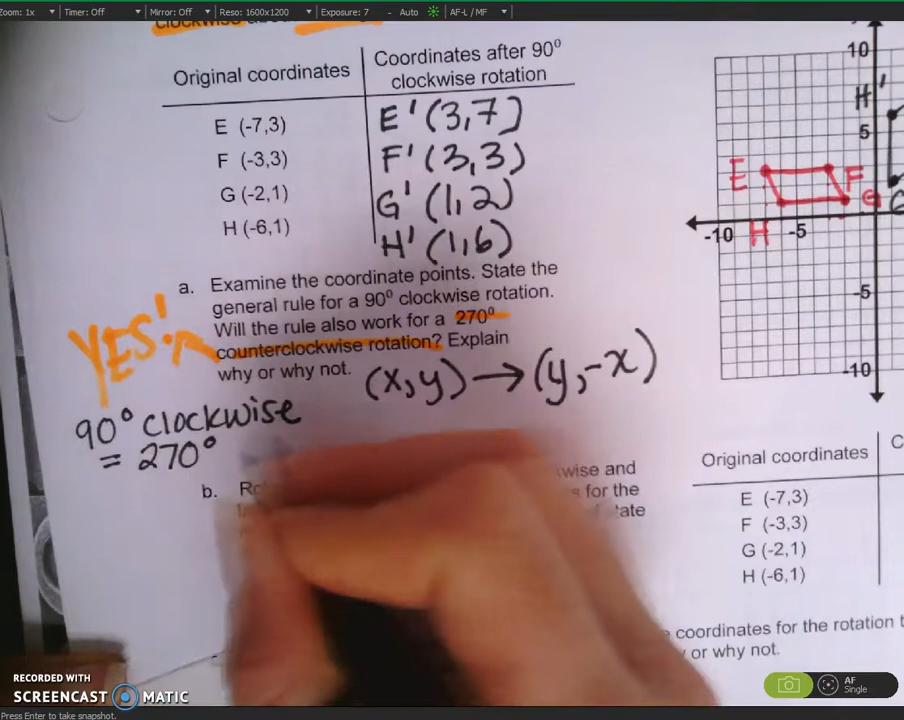 Zoom: 1x Timer: Off Mirror: Off Reso: 1600x1200 Exposure: 7 - Auto AF-L / MF
Original coordinates
Coordinates after 90°
clockwise rotation
E (-7,3) E' (3,7)
F (-3,3) F' (3,3)
G (-2,1) G' (1,2)
H (-6,1) H' (1,6)
a. Examine the coordinate points. State the
general rule for a 90° clockwise rotation.
Will the rule also work for a 270°
counterclockwise rotation? Explain
why or why not.
YES!
(x,y) → (y,-x)
90° clockwise
= 270°
b.
wise and
for the
10
H'
5
E
F
G
H
-10
-5
-5
-10
Original coordinates
E (-7,3)
F (-3,3)
G (-2,1)
H (-6,1)
coordinates for the rotation
or why not.
RECORDED WITH
SCREENCAST MATIC
AF
Single
Press Enter to take snapshot.